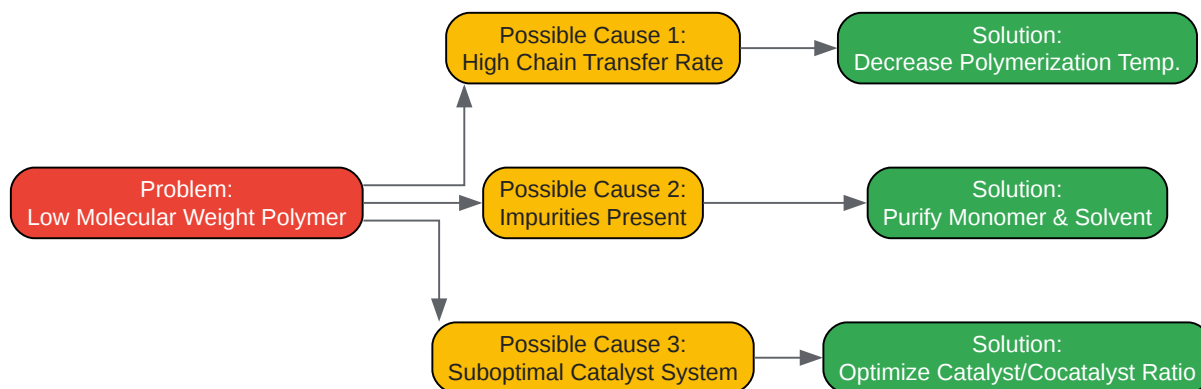 Possible Cause 1:
High Chain Transfer Rate
Solution:
Decrease Polymerization Temp.
Problem:
Low Molecular Weight Polymer
Possible Cause 2:
Impurities Present
Solution:
Purify Monomer & Solvent
Possible Cause 3:
Suboptimal Catalyst System
Solution:
Optimize Catalyst/Cocatalyst Ratio